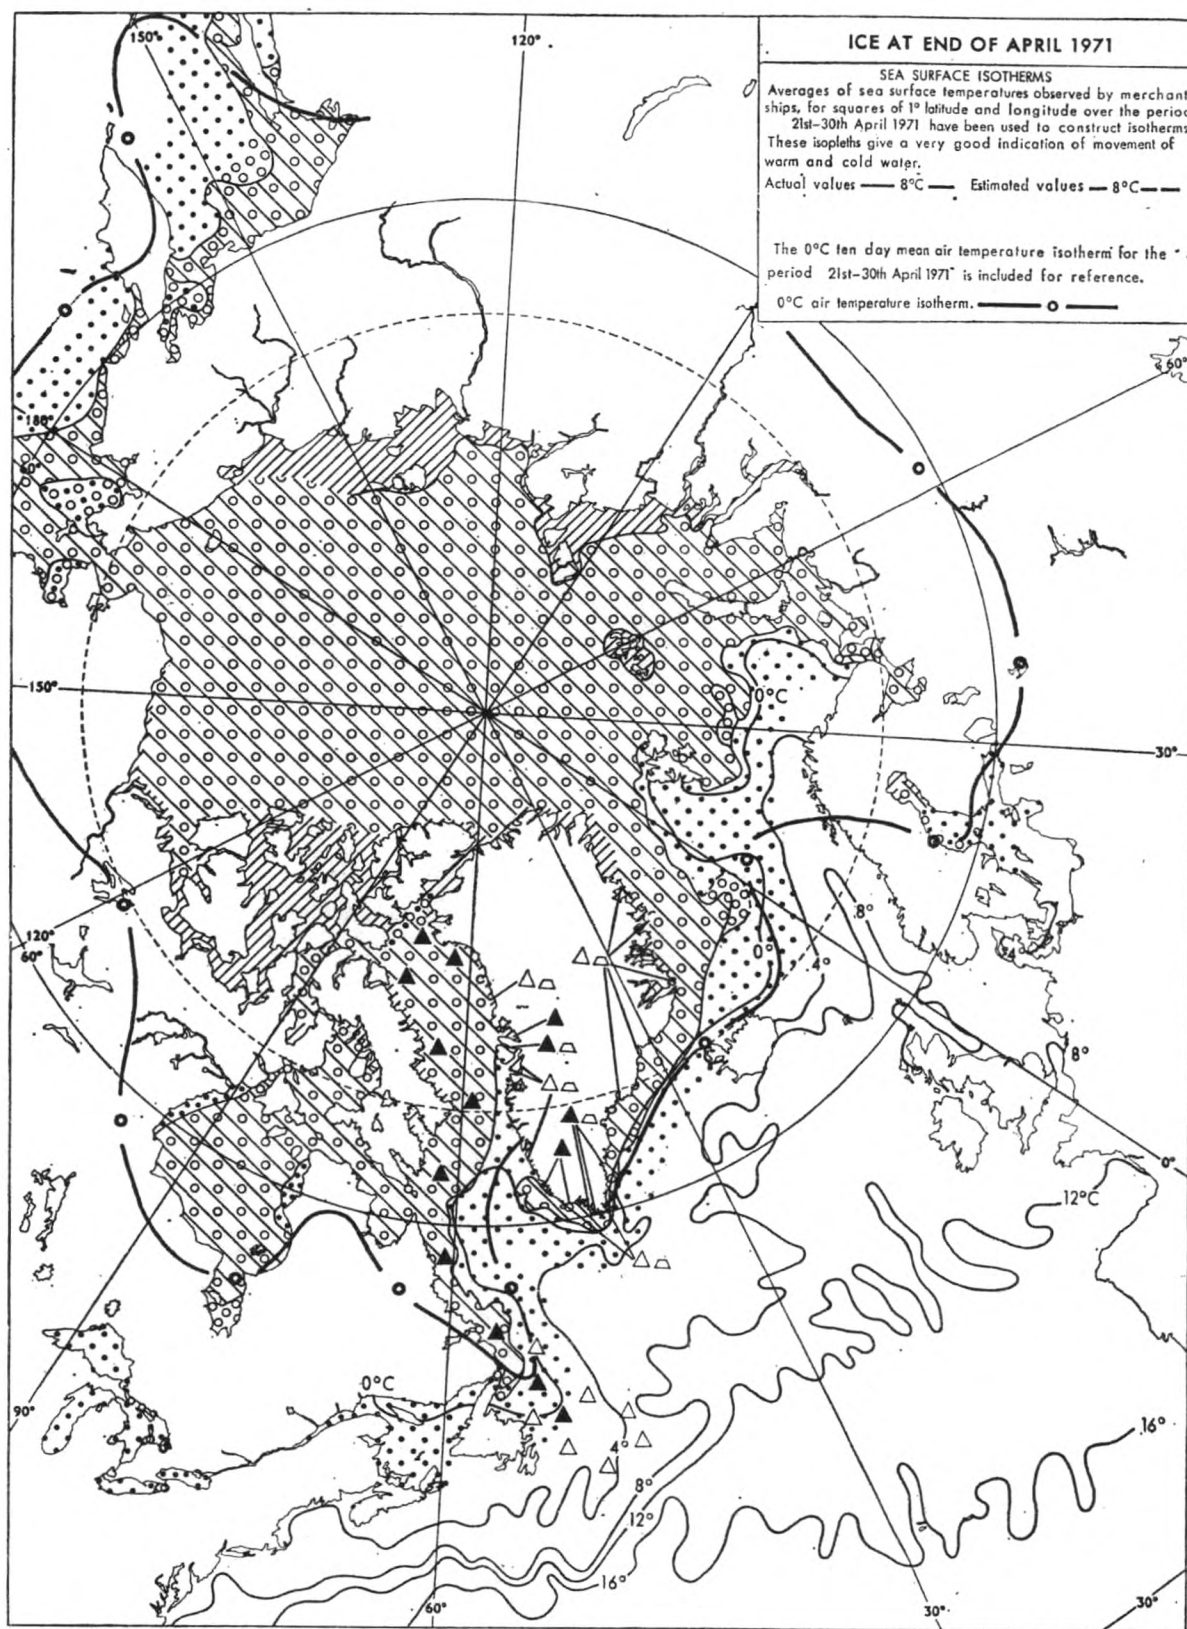 ICE AT END OF APRIL 1971
SEA SURFACE ISOTHERMS
Averages of sea surface temperatures observed by merchant
ships, for squares of 1° latitude and longitude over the period
21st–30th April 1971 have been used to construct isotherms.
These isopleths give a very good indication of movement of
warm and cold water.
Actual values — 8°C — Estimated values — 8°C — —
The 0°C ten day mean air temperature isotherm for the
period 21st–30th April 1971 is included for reference.
0°C air temperature isotherm.
150°
120°
60°
180°
60°
150°
0°C
30°
8°
0°
4°
4°
120°
60°
8°
0°
12°C
0°C
90°
16°
4°
8°
12°
16°
60°
30°
30°